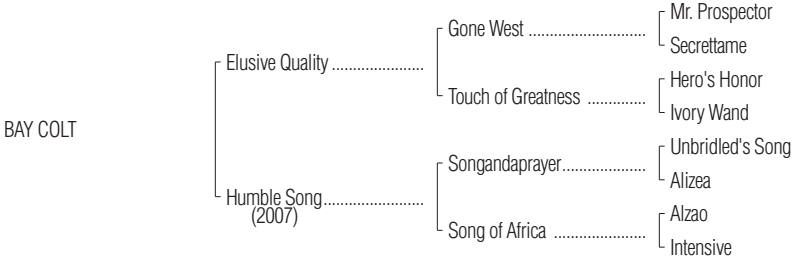 Mr. Prospector
Gone West ............................
Secrettame
Elusive Quality ......................
Hero's Honor
Touch of Greatness ..............
Ivory Wand
BAY COLT
Unbridled's Song
Songandaprayer....................
Alizea
Humble Song........................
(2007)
Alzao
Song of Africa ......................
Intensive